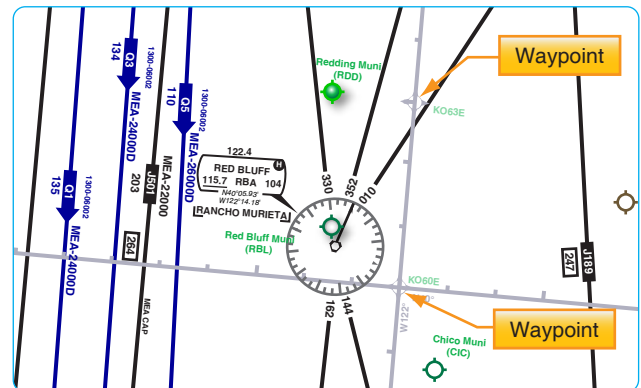 Q3
134
1300-06002
MEA-24000D
Q5
110
1300-06002
MEA-26000D
Q1
135
1300-06002
MEA-24000D
J501
203
MEA-22000
264
MEA CAP
122.4
H
RED BLUFF
115.7 RBA 104
N40°05.93'
W122°14.18'
RANCHO MURIETA
Redding Muni
(RDD)
Red Bluff Muni
(RBL)
330
352
010
162
144
Waypoint
KO63E
KO60E
W122°
Waypoint
Chico Muni
(CIC)
J189
247